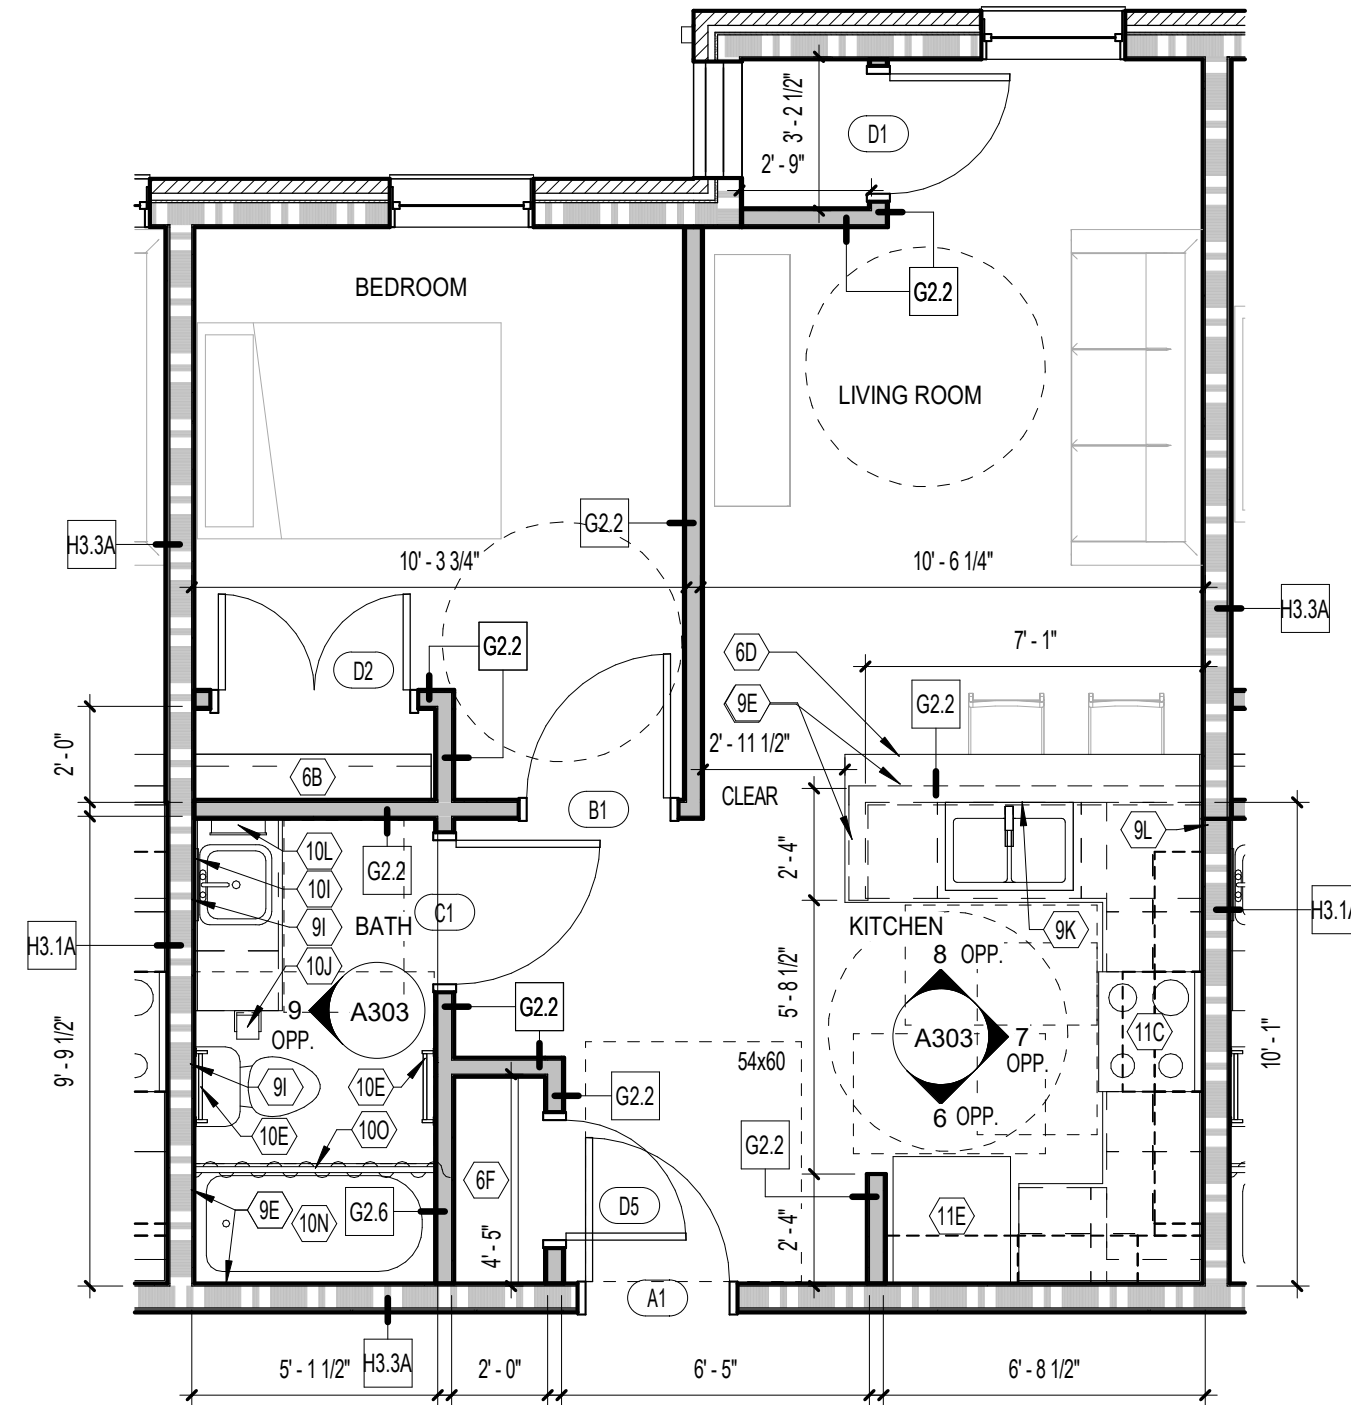 3' - 2 1/2"
D1
2' - 9"
G2.2
BEDROOM
LIVING ROOM
G2.2
H3.3A
10' - 3 3/4"
10' - 6 1/4"
H3.3A
G2.2
D2
6D
7' - 1"
9E
G2.2
2' - 11 1/2"
CLEAR
2' - 0"
6B
B1
9L
10L
G2.2
2' - 4"
10I
C1
H3.1A
9I
BATH
KITCHEN
9K
H3.1A
10J
8 OPP.
5' - 8 1/2"
G2.2
9
OPP.
A303
A303
7
OPP.
11C
10' - 1"
9' - 9 1/2"
54x60
9I
10E
G2.2
6 OPP.
10E
10O
G2.2
6F
9E
10N
G2.6
D5
11E
2' - 4"
4' - 5"
A1
5' - 1 1/2"
H3.3A
2' - 0"
6' - 5"
6' - 8 1/2"